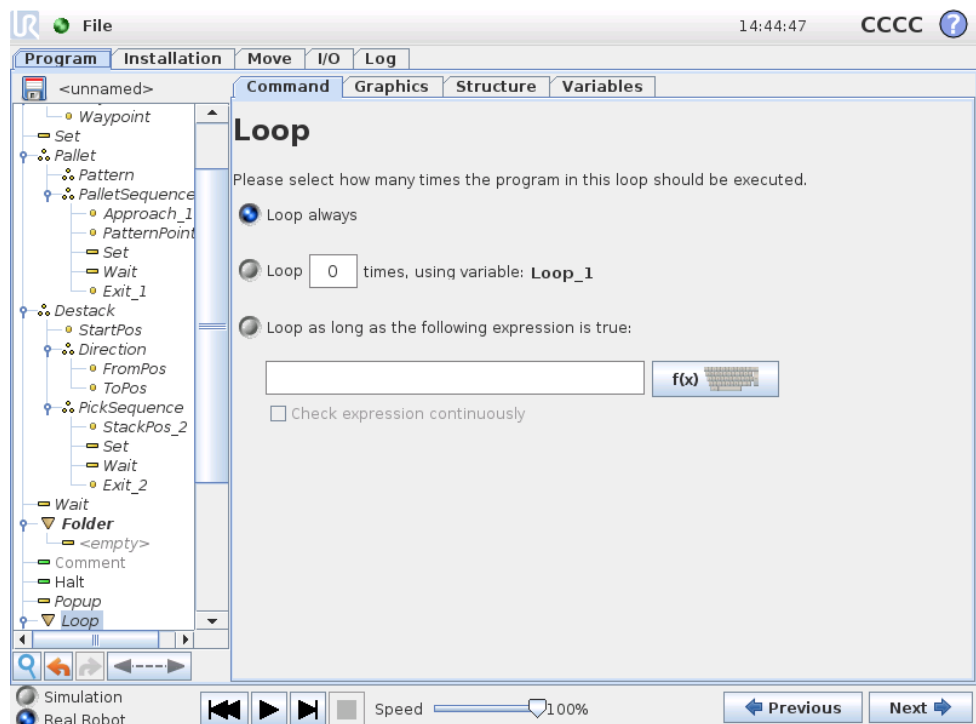 UR File 14:44:47 CCCC ?
Program Installation Move I/O Log
<unnamed> Command Graphics Structure Variables
Waypoint
Set
Pallet
Pattern
PalletSequence
Approach_1
PatternPoint
Set
Wait
Exit_1
Destack
StartPos
Direction
FromPos
ToPos
PickSequence
StackPos_2
Set
Wait
Exit_2
Wait
Folder
<empty>
Comment
Halt
Popup
Loop
Loop
Please select how many times the program in this loop should be executed.
Loop always
Loop 0 times, using variable: Loop_1
Loop as long as the following expression is true:
f(x)
Check expression continuously
Simulation
Real Robot
Speed 100%
Previous Next